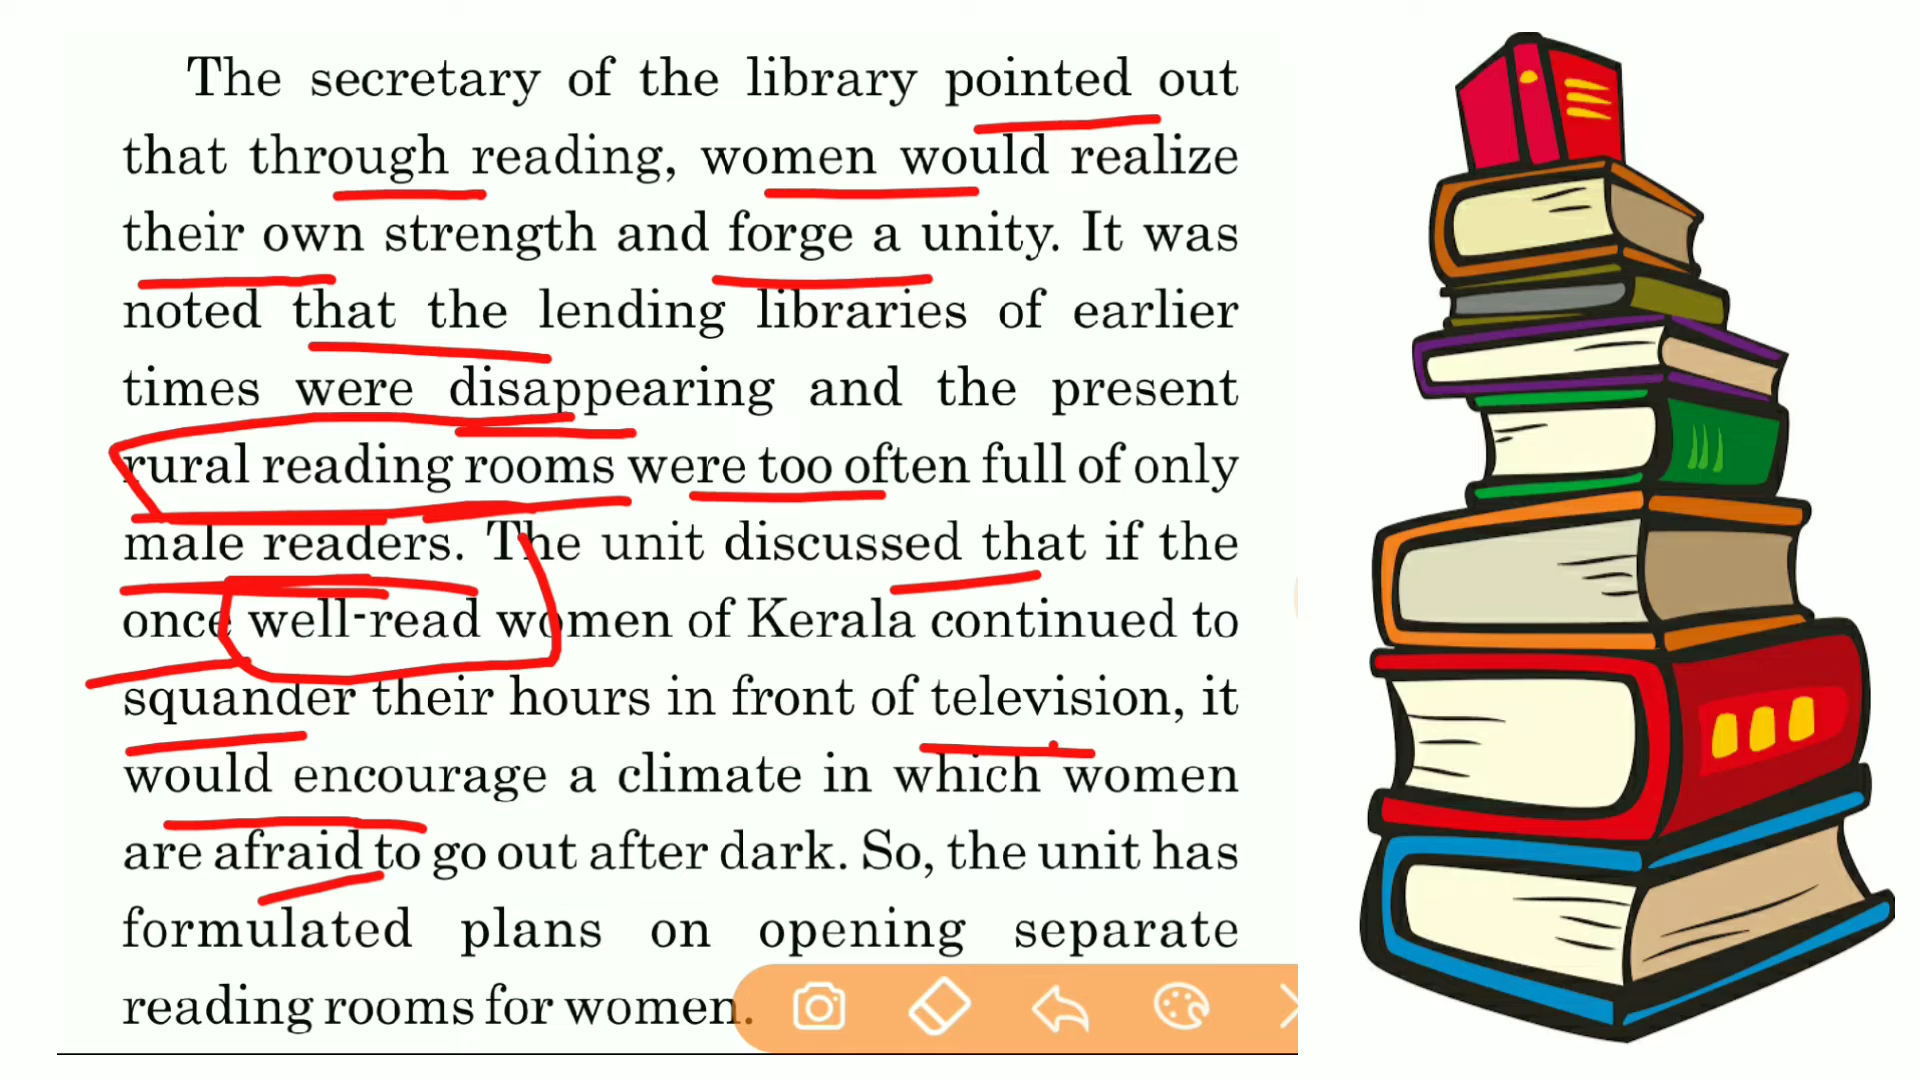 The secretary of the library pointed out
that through reading, women would realize
their own strength and forge a unity. It was
noted that the lending libraries of earlier
times were disappearing and the present
rural reading rooms were too often full of only
male readers. The unit discussed that if the
once well-read women of Kerala continued to
squander their hours in front of television, it
would encourage a climate in which women
are afraid to go out after dark. So, the unit has
formulated plans on opening separate
reading rooms for women.